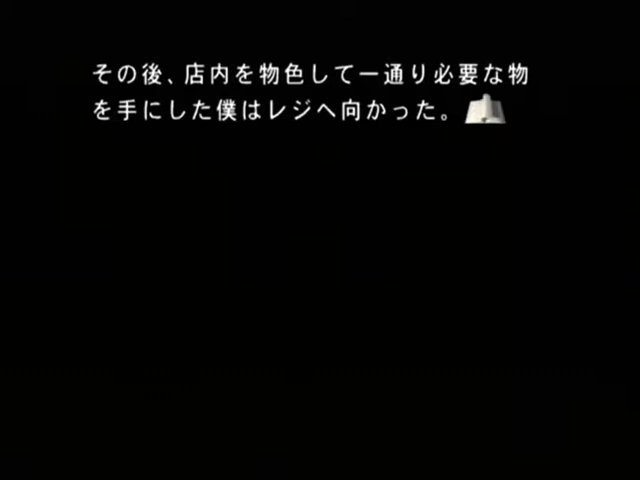 その後、店内を物色して一通り必要な物
を手にした僕はレジへ向かった。